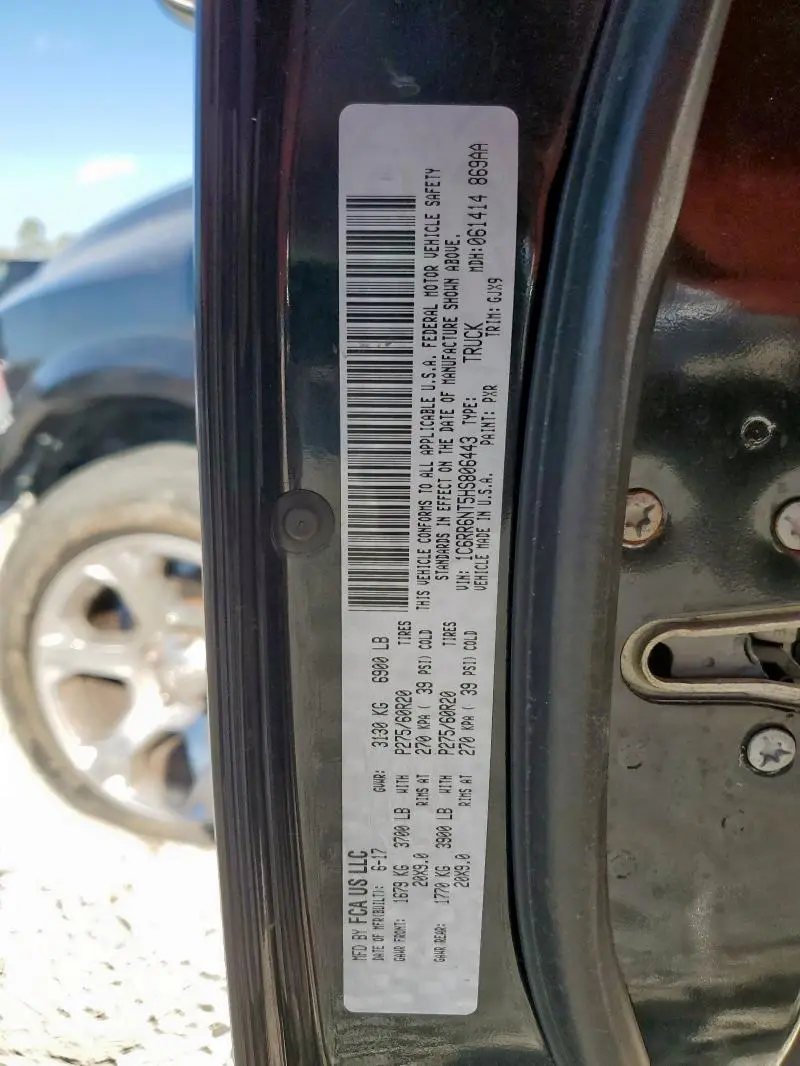 MFD BY FCA US LLC
DATE OF MFR(BUILT): 6-17 GVWR: 3130 KG 6900 LB
GAWR FRONT: 1679 KG 3700 LB WITH P275/60R20 TIRES
20X9.0 RIMS AT 270 KPA ( 39 PSI) COLD
GAWR REAR: 1770 KG 3900 LB WITH P275/60R20 TIRES
20X9.0 RIMS AT 270 KPA ( 39 PSI) COLD
THIS VEHICLE CONFORMS TO ALL APPLICABLE U.S.A. FEDERAL MOTOR VEHICLE SAFETY
STANDARDS IN EFFECT ON THE DATE OF MANUFACTURE SHOWN ABOVE.
VIN: 1C6RR6NT5HS806443 TYPE: TRUCK MDH:061414 869AA
VEHICLE MADE IN U.S.A. PAINT: PXR TRIM: GJX9